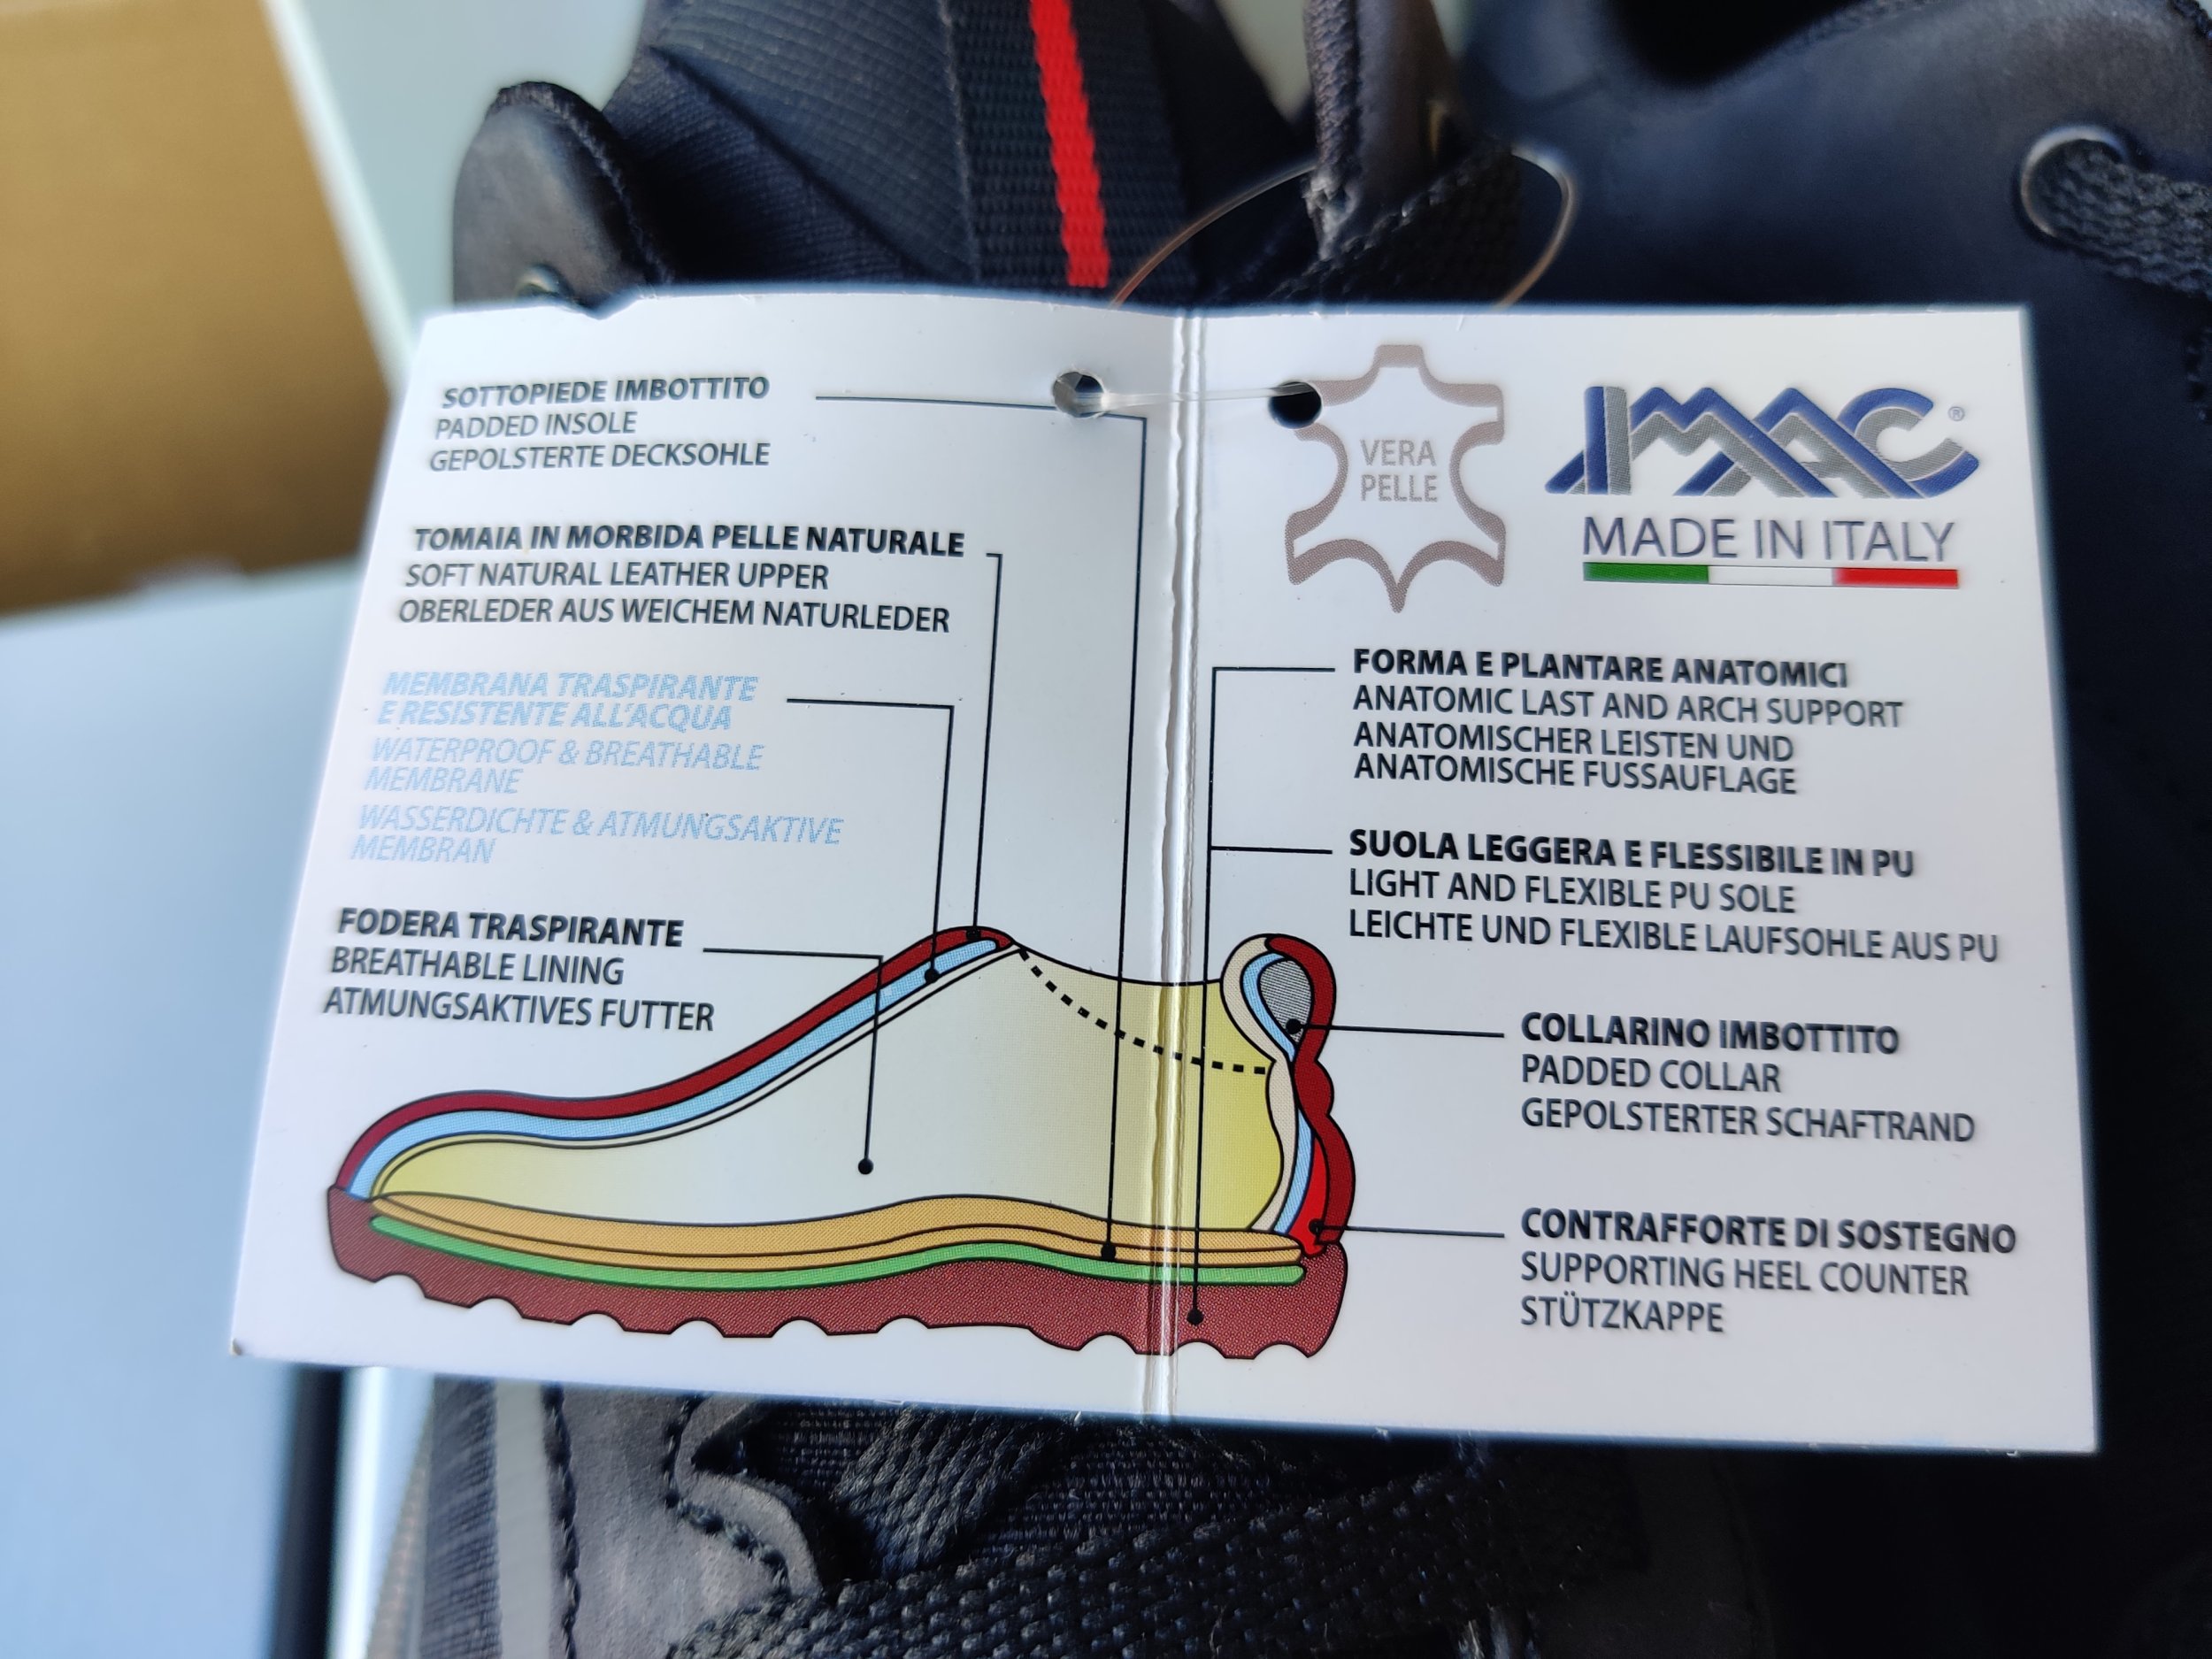 SOTTOPIEDE IMBOTTITO
PADDED INSOLE
GEPOLSTERTE DECKSOHLE
TOMAIA IN MORBIDA PELLE NATURALE
SOFT NATURAL LEATHER UPPER
OBERLEDER AUS WEICHEM NATURLEDER
MEMBRANA TRASPIRANTE
E RESISTENTE ALL'ACQUA
WATERPROOF & BREATHABLE
MEMBRANE
WASSERDICHTE & ATMUNGSAKTIVE
MEMBRAN
FODERA TRASPIRANTE
BREATHABLE LINING
ATMUNGSAKTIVES FUTTER
VERA
PELLE
IMAC®
MADE IN ITALY
FORMA E PLANTARE ANATOMICI
ANATOMIC LAST AND ARCH SUPPORT
ANATOMISCHER LEISTEN UND
ANATOMISCHE FUSSAUFLAGE
SUOLA LEGGERA E FLESSIBILE IN PU
LIGHT AND FLEXIBLE PU SOLE
LEICHTE UND FLEXIBLE LAUFSOHLE AUS PU
COLLARINO IMBOTTITO
PADDED COLLAR
GEPOLSTERTER SCHAFTRAND
CONTRAFFORTE DI SOSTEGNO
SUPPORTING HEEL COUNTER
STÜTZKAPPE